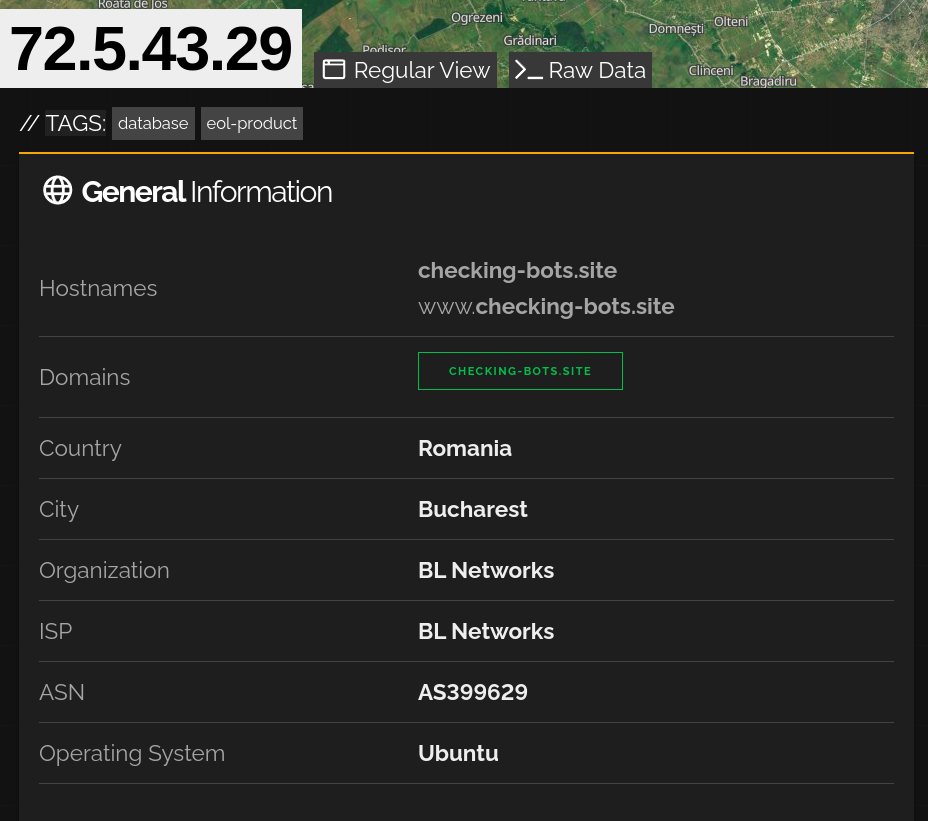 Roata de Jos
Ogrezeni
Grădinari
Domnești
Olteni
Podișor
Clinceni
Bragadiru
72.5.43.29
Regular View
Raw Data
// TAGS: database eol-product
General Information
Hostnames
checking-bots.site
www.checking-bots.site
Domains
CHECKING-BOTS.SITE
Country
Romania
City
Bucharest
Organization
BL Networks
ISP
BL Networks
ASN
AS399629
Operating System
Ubuntu